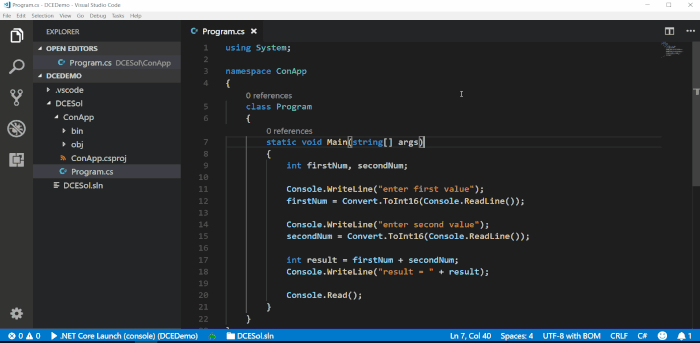 Program.cs - DCEDemo - Visual Studio Code
File Edit Selection View Go Debug Tasks Help
EXPLORER
OPEN EDITORS
Program.cs DCESol\ConApp
DCEDEMO
.vscode
DCESol
ConApp
bin
obj
ConApp.csproj
Program.cs
DCESol.sln
Program.cs
1 using System;
2
3 namespace ConApp
4 {
0 references
5 class Program
6 {
0 references
7 static void Main(string[] args)
8 {
9 int firstNum, secondNum;
10
11 Console.WriteLine("enter first value");
12 firstNum = Convert.ToInt16(Console.ReadLine());
13
14 Console.WriteLine("enter second value");
15 secondNum = Convert.ToInt16(Console.ReadLine());
16
17 int result = firstNum + secondNum;
18 Console.WriteLine("result = " + result);
19
20 Console.Read();
21 }
22 }
0 0 .NET Core Launch (console) (DCEDemo) DCESol.sln Ln 7, Col 40 Spaces: 4 UTF-8 with BOM CRLF C# 1